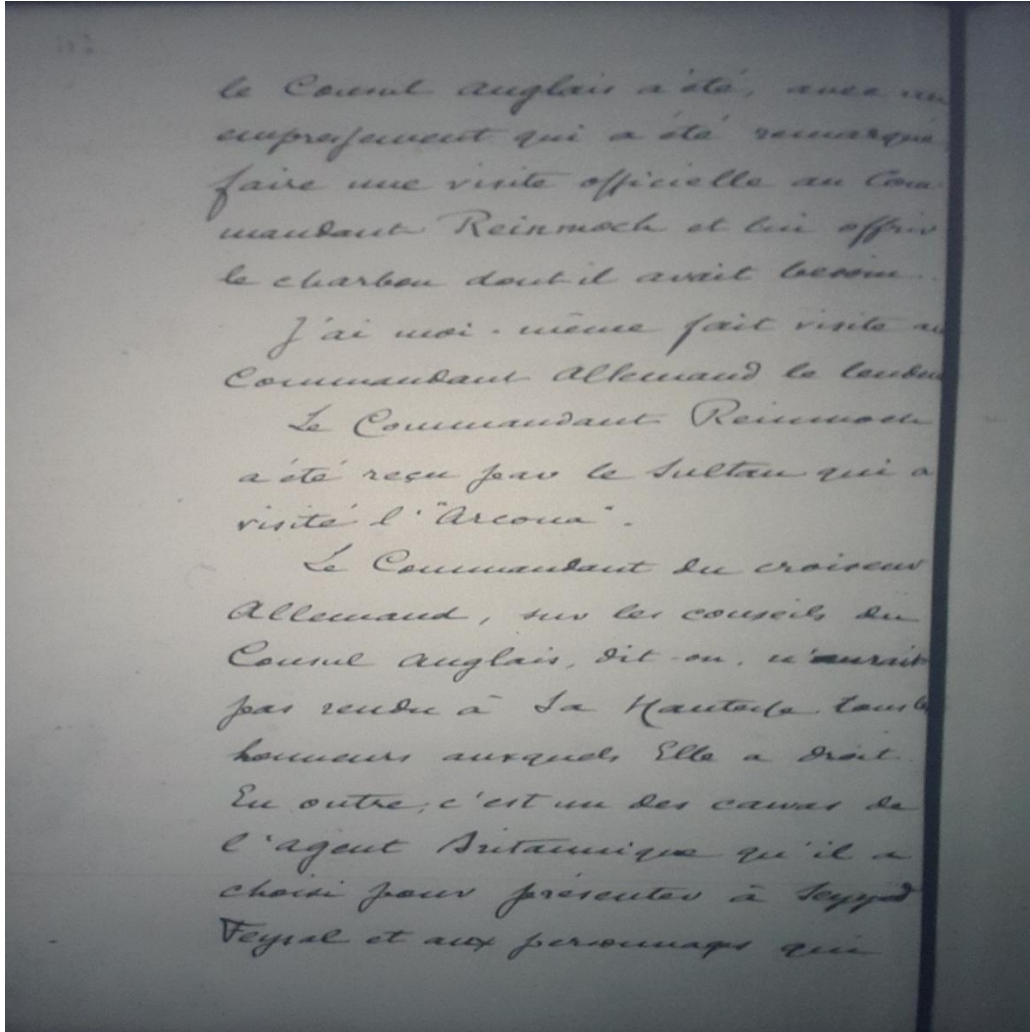 le Consul anglais a été, avec un
empressement qui a été remarqué
faire une visite officielle au Com-
mandant Reinmoch et lui offrir
le charbon dont il avait besoin.
J'ai moi-même fait visite au
Commandant Allemand le lendem
Le Commandant Reinmoch
a été reçu par le Sultan qui a
visité l'"Arcona".
Le Commandant du croiseur
Allemand, sur les conseils du
Consul anglais, dit-on, n'aurait
pas rendu à Sa Hautesse tous les
honneurs auxquels Elle a droit.
En outre, c'est un des cawas de
l'agent Britannique qu'il a
choisi pour présenter à Seyyed
Feysal et aux personnages qui